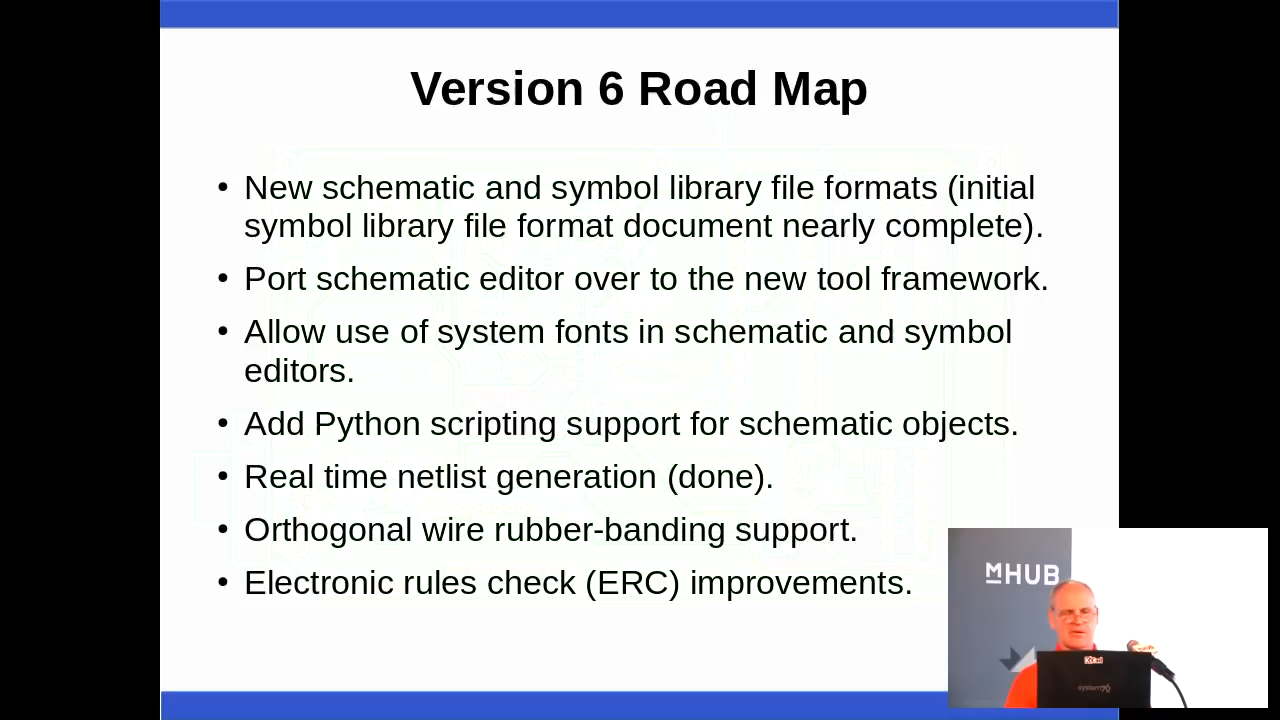 Version 6 Road Map
• New schematic and symbol library file formats (initial
symbol library file format document nearly complete).
• Port schematic editor over to the new tool framework.
• Allow use of system fonts in schematic and symbol
editors.
• Add Python scripting support for schematic objects.
• Real time netlist generation (done).
• Orthogonal wire rubber-banding support.
• Electronic rules check (ERC) improvements.
MHUB
KiCad
system76